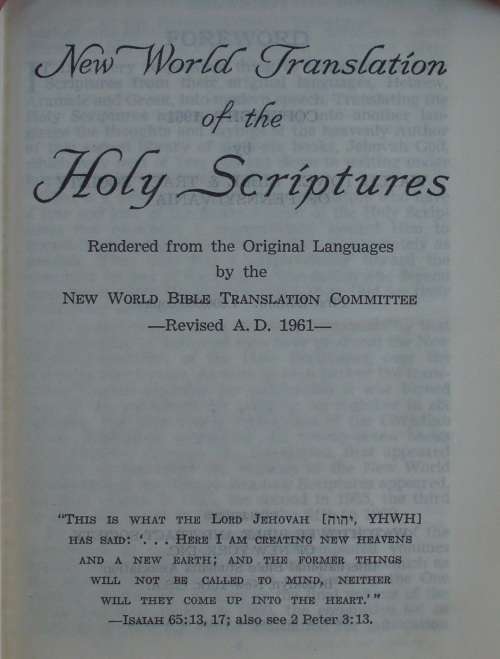 New World Translation
of the
Holy Scriptures
Rendered from the Original Languages
by the
NEW WORLD BIBLE TRANSLATION COMMITTEE
—Revised A. D. 1961—
“THIS IS WHAT THE LORD JEHOVAH [יהוה, YHWH]
HAS SAID: ‘. . . HERE I AM CREATING NEW HEAVENS
AND A NEW EARTH; AND THE FORMER THINGS
WILL NOT BE CALLED TO MIND, NEITHER
WILL THEY COME UP INTO THE HEART.’”
—ISAIAH 65:13, 17; also see 2 Peter 3:13.